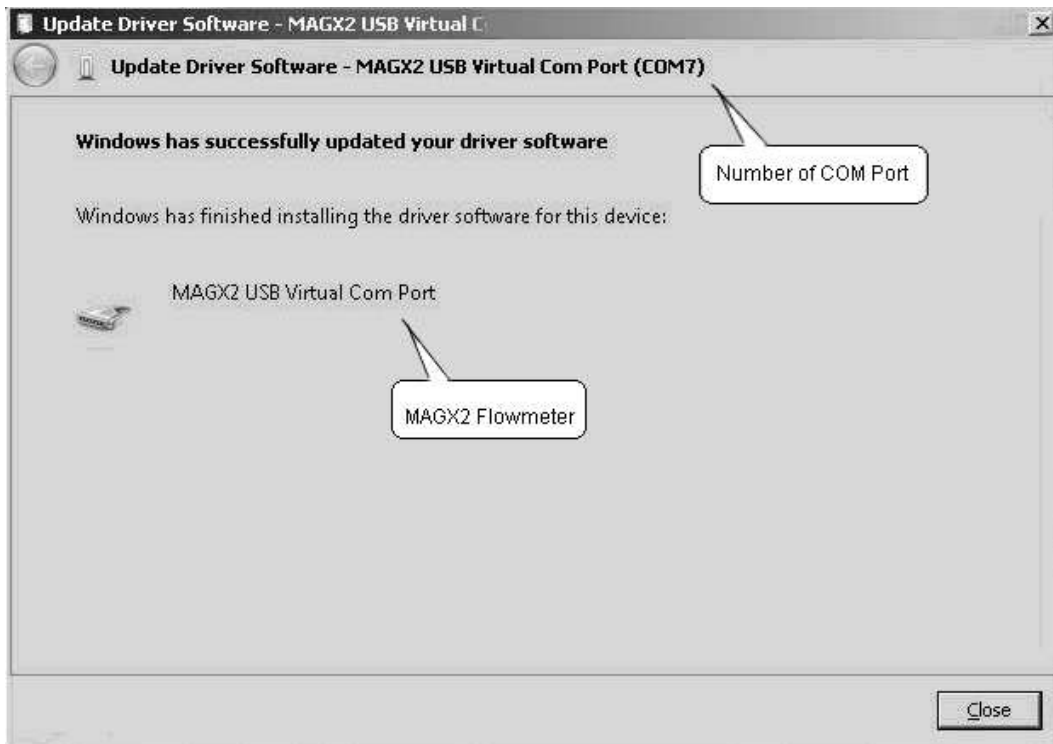 Update Driver Software - MAGX2 USB Virtual C
Update Driver Software - MAGX2 USB Virtual Com Port (COM7)
Windows has successfully updated your driver software
Number of COM Port
Windows has finished installing the driver software for this device:
MAGX2 USB Virtual Com Port
MAGX2 Flowmeter
Close